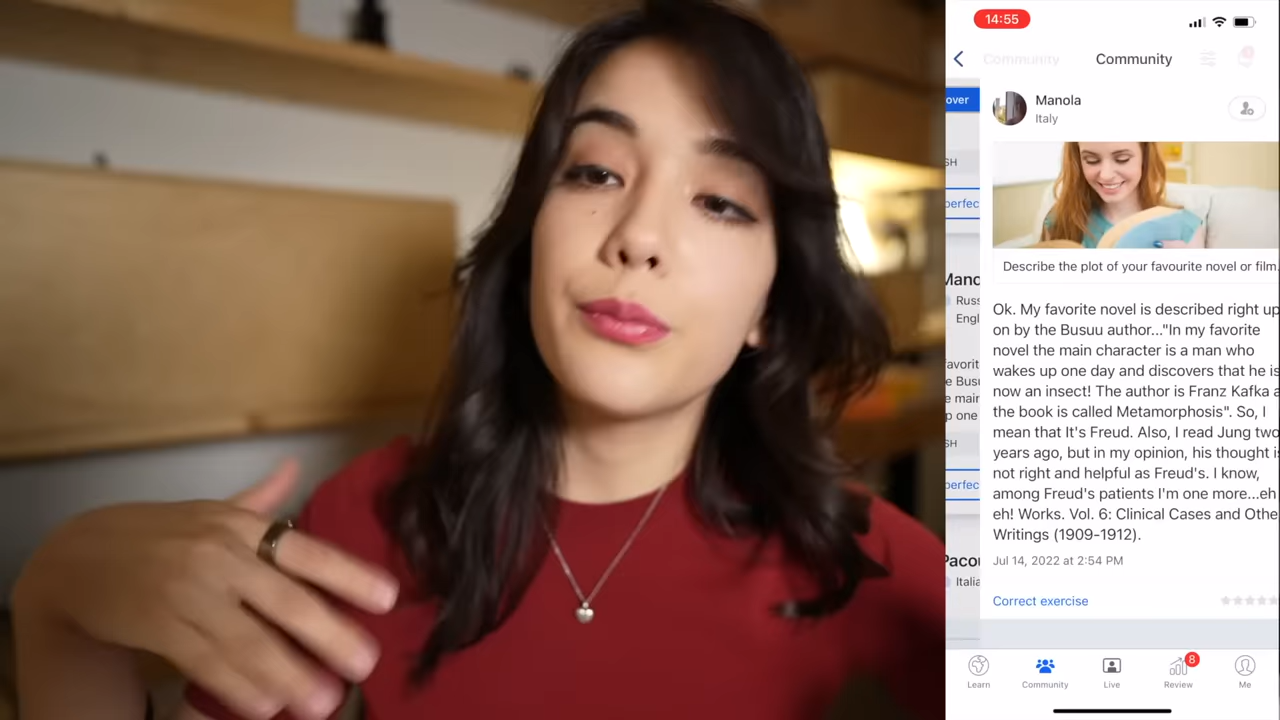 14:55
Community
Community
over
Manola
Italy
SH
perfec
Describe the plot of your favourite novel or film.
Manc
Russ
Engl
Ok. My favorite novel is described right up
on by the Busuu author..."In my favorite
novel the main character is a man who
wakes up one day and discovers that he is
now an insect! The author is Franz Kafka a
the book is called Metamorphosis". So, I
mean that It's Freud. Also, I read Jung two
years ago, but in my opinion, his thought is
not right and helpful as Freud's. I know,
among Freud's patients I'm one more...eh
eh! Works. Vol. 6: Clinical Cases and Othe
Writings (1909-1912).
avorit
e Busu
e main
p one
SH
perfec
Jul 14, 2022 at 2:54 PM
Paco
Italia
Correct exercise
8
Learn
Community
Live
Review
Me